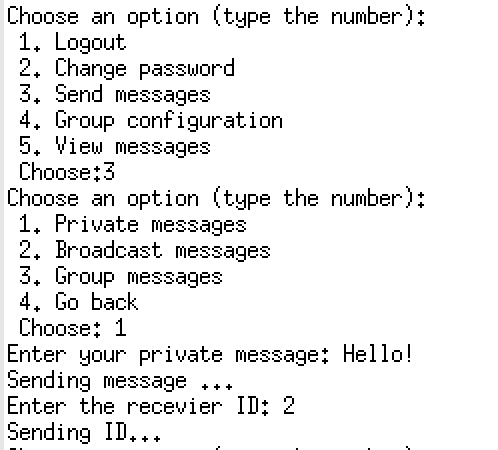 Choose an option (type the number):
1. Logout
2. Change password
3. Send messages
4. Group configuration
5. View messages
Choose:3
Choose an option (type the number):
1. Private messages
2. Broadcast messages
3. Group messages
4. Go back
Choose: 1
Enter your private message: Hello!
Sending message ...
Enter the recevier ID: 2
Sending ID...